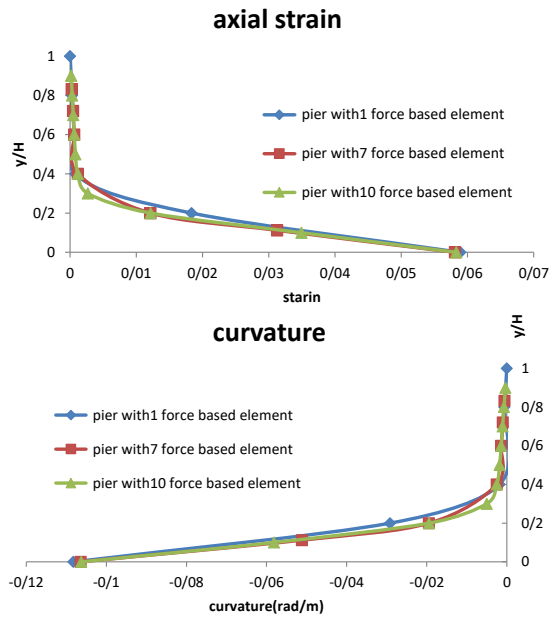 axial strain
1
0/8
0/6
0/4
0/2
0
y/H
pier with1 force based element
pier with7 force based element
pier with10 force based element
0 0/01 0/02 0/03 0/04 0/05 0/06 0/07
starin
curvature
y/H
1
0/8
0/6
0/4
0/2
0
pier with1 force based element
pier with7 force based element
pier with10 force based element
-0/12 -0/1 -0/08 -0/06 -0/04 -0/02 0
curvature(rad/m)